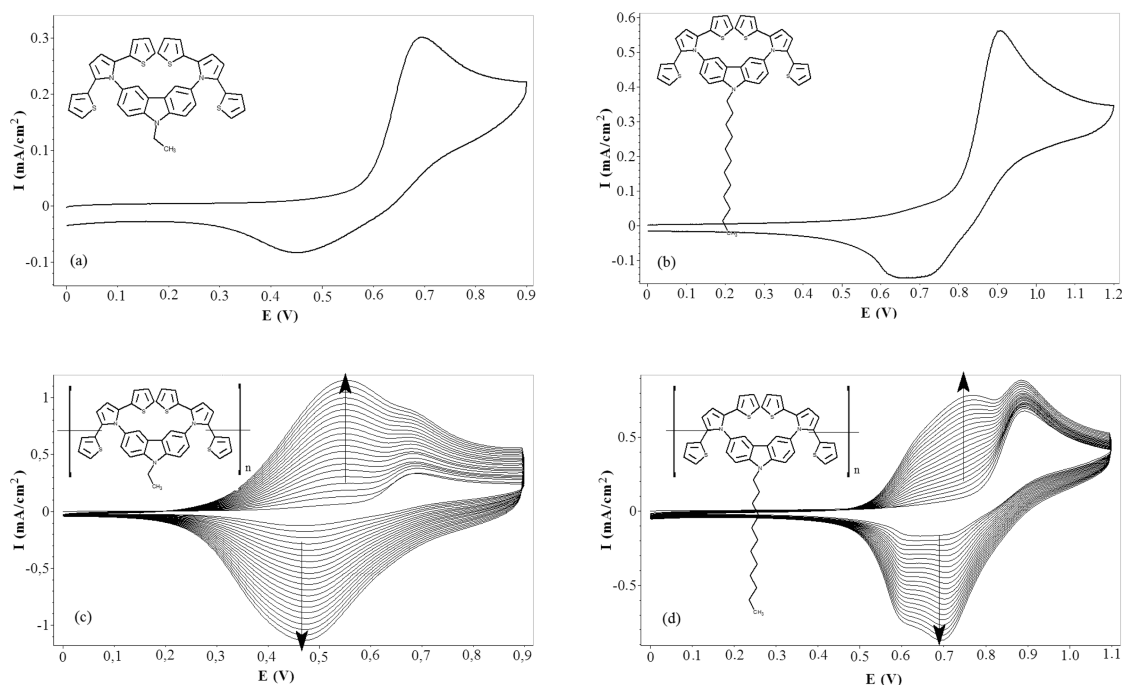 I (mA/cm²)
0.3
0.2
0.1
0
-0.1
S S
N N
S S
N
CH₃
(a)
0 0.1 0.2 0.3 0.4 0.5 0.6 0.7 0.8 0.9
E (V)
I (mA/cm²)
0.6
0.5
0.4
0.3
0.2
0.1
0
-0.1
S S
N N
S S
N
CH₃
(b)
0 0.1 0.2 0.3 0.4 0.5 0.6 0.7 0.8 0.9 1.0 1.1 1.2
E (V)
I (mA/cm²)
1
0.5
0
-0.5
-1
S S
N N
S S
N
CH₃
n
(c)
0 0,1 0,2 0,3 0,4 0,5 0,6 0,7 0,8 0,9
E (V)
I (mA/cm²)
0.5
0
-0.5
S S
N N
S S
N
CH₃
n
(d)
0 0.1 0.2 0.3 0.4 0.5 0.6 0.7 0.8 0.9 1.0 1.1
E (V)